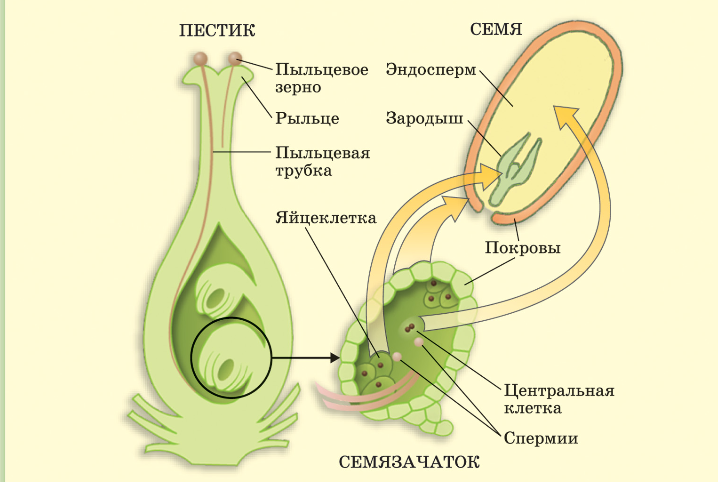 ПЕСТИК
СЕМЯ
Пыльцевое
зерно
Рыльце
Пыльцевая
трубка
Яйцеклетка
Эндосперм
Зародыш
Покровы
Центральная
клетка
Спермии
СЕМЯЗАЧАТОК